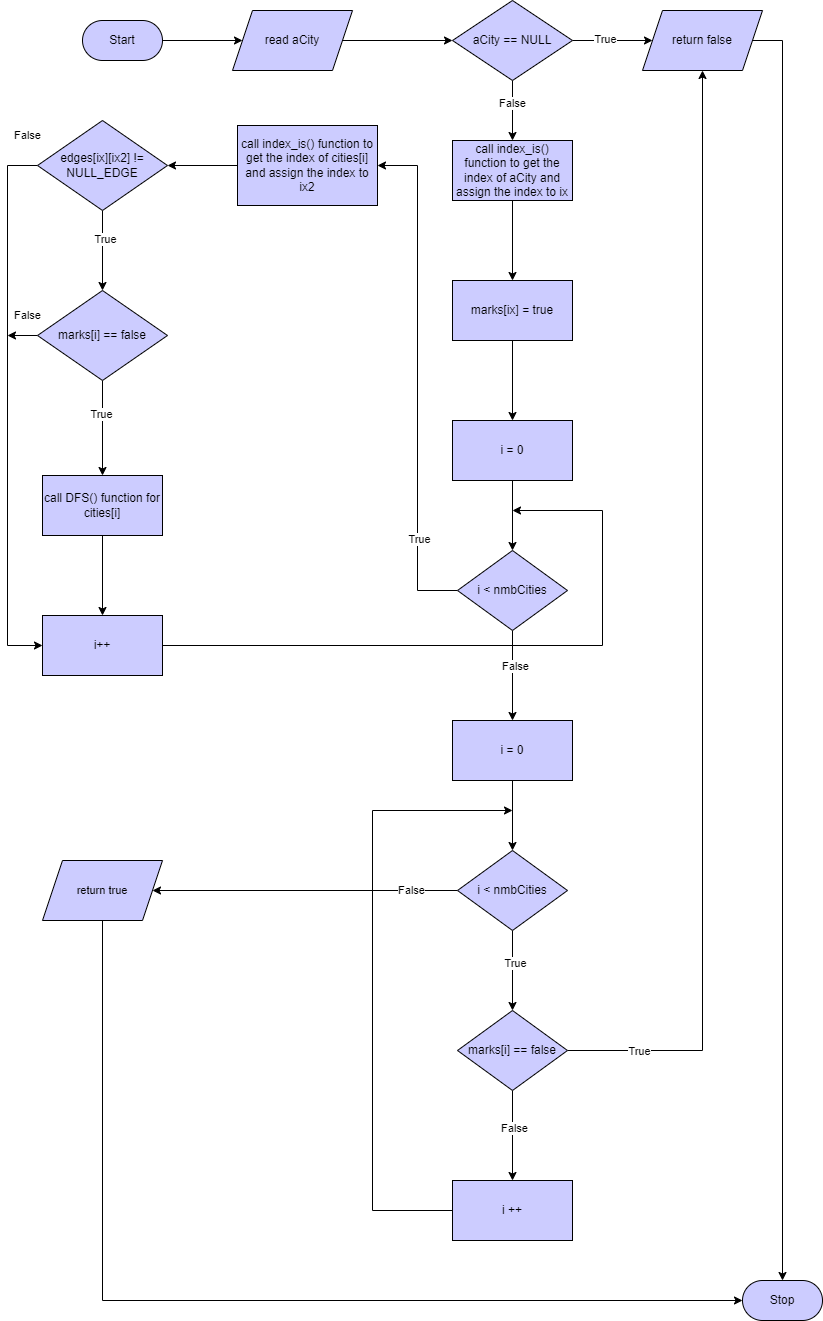 Start
read aCity
aCity == NULL
True
return false
False
call index_is()
function to get the
index of aCity and
assign the index to ix
marks[ix] = true
i = 0
i < nmbCities
True
call index_is() function to
get the index of cities[i]
and assign the index to
ix2
edges[ix][ix2] !=
NULL_EDGE
False
True
marks[i] == false
False
True
call DFS() function for
cities[i]
i++
False
i = 0
i < nmbCities
False
return true
True
marks[i] == false
True
False
i ++
Stop